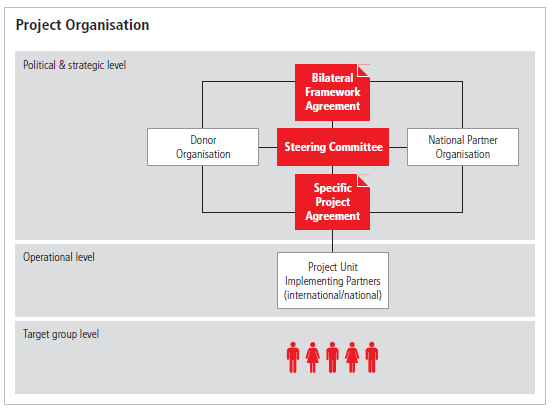 Project Organisation
Political & strategic level
Bilateral
Framework
Agreement
Donor
Organisation
Steering Committee
National Partner
Organisation
Specific
Project
Agreement
Operational level
Project Unit
Implementing Partners
(international/national)
Target group level